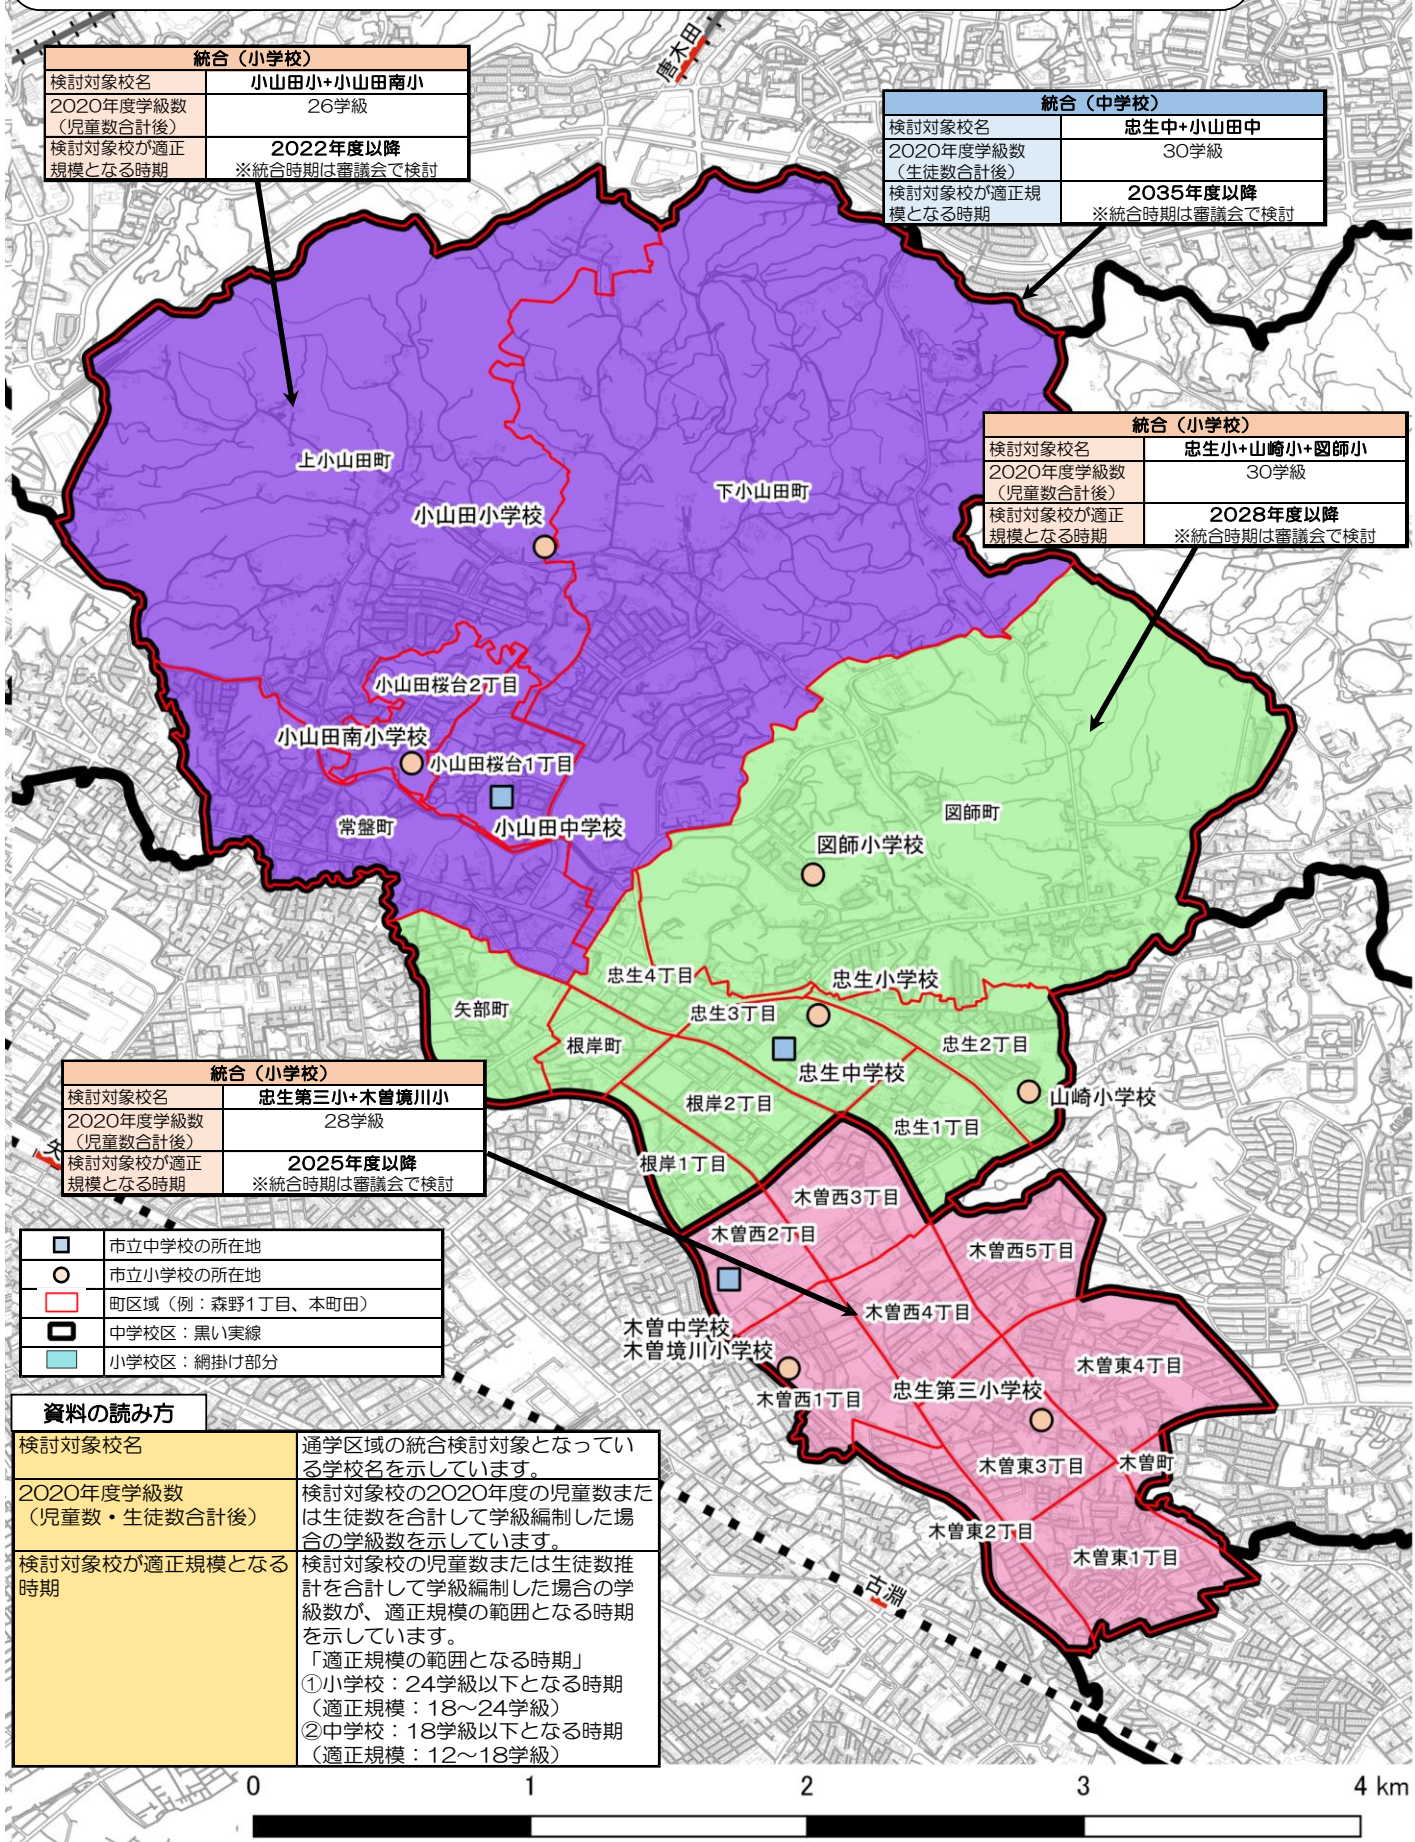 唐木田
統合（小学校）
検討対象校名 小山田小+小山田南小
2020年度学級数
（児童数合計後） 26学級
検討対象校が適正
規模となる時期
2022年度以降
※統合時期は審議会で検討
統合（中学校）
検討対象校名 忠生中+小山田中
2020年度学級数
（生徒数合計後） 30学級
検討対象校が適正規
模となる時期
2035年度以降
※統合時期は審議会で検討
統合（小学校）
検討対象校名 忠生小+山崎小+図師小
2020年度学級数
（児童数合計後） 30学級
検討対象校が適正
規模となる時期
2028年度以降
※統合時期は審議会で検討
上小山田町
下小山田町
小山田小学校
小山田桜台2丁目
小山田南小学校
小山田桜台1丁目
常盤町
小山田中学校
図師町
図師小学校
忠生4丁目
忠生小学校
矢部町
忠生3丁目
根岸町
忠生2丁目
忠生中学校
山崎小学校
根岸2丁目
忠生1丁目
根岸1丁目
統合（小学校）
検討対象校名 忠生第三小+木曽境川小
2020年度学級数
（児童数合計後） 28学級
検討対象校が適正
規模となる時期
2025年度以降
※統合時期は審議会で検討
矢
木曽西3丁目
木曽西2丁目
木曽西5丁目
木曽西4丁目
木曽中学校
木曽境川小学校
木曽東4丁目
木曽西1丁目
忠生第三小学校
木曽東3丁目
木曽町
木曽東2丁目
木曽東1丁目
古淵
市立中学校の所在地
市立小学校の所在地
町区域（例：森野1丁目、本町田）
中学校区：黒い実線
小学校区：網掛け部分
資料の読み方
検討対象校名
通学区域の統合検討対象となってい
る学校名を示しています。
2020年度学級数
（児童数・生徒数合計後）
検討対象校の2020年度の児童数また
は生徒数を合計して学級編制した場
合の学級数を示しています。
検討対象校が適正規模となる
時期
検討対象校の児童数または生徒数推
計を合計して学級編制した場合の学
級数が、適正規模の範囲となる時期
を示しています。
「適正規模の範囲となる時期」
①小学校：24学級以下となる時期
（適正規模：18～24学級）
②中学校：18学級以下となる時期
（適正規模：12～18学級）
0 1 2 3 4 km